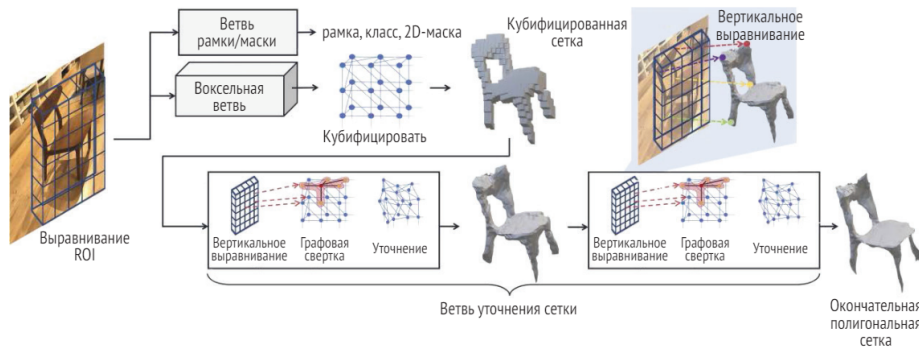 Ветвь
рамки/маски
рамка, класс, 2D-маска
Кубифицированная
сетка
Вертикальное
выравнивание
Воксельная
ветвь
Кубифицировать
Выравнивание
ROI
Вертикальное
выравнивание
Графовая
свертка
Уточнение
Вертикальное
выравнивание
Графовая
свертка
Уточнение
Ветвь уточнения сетки
Окончательная
полигональная
сетка